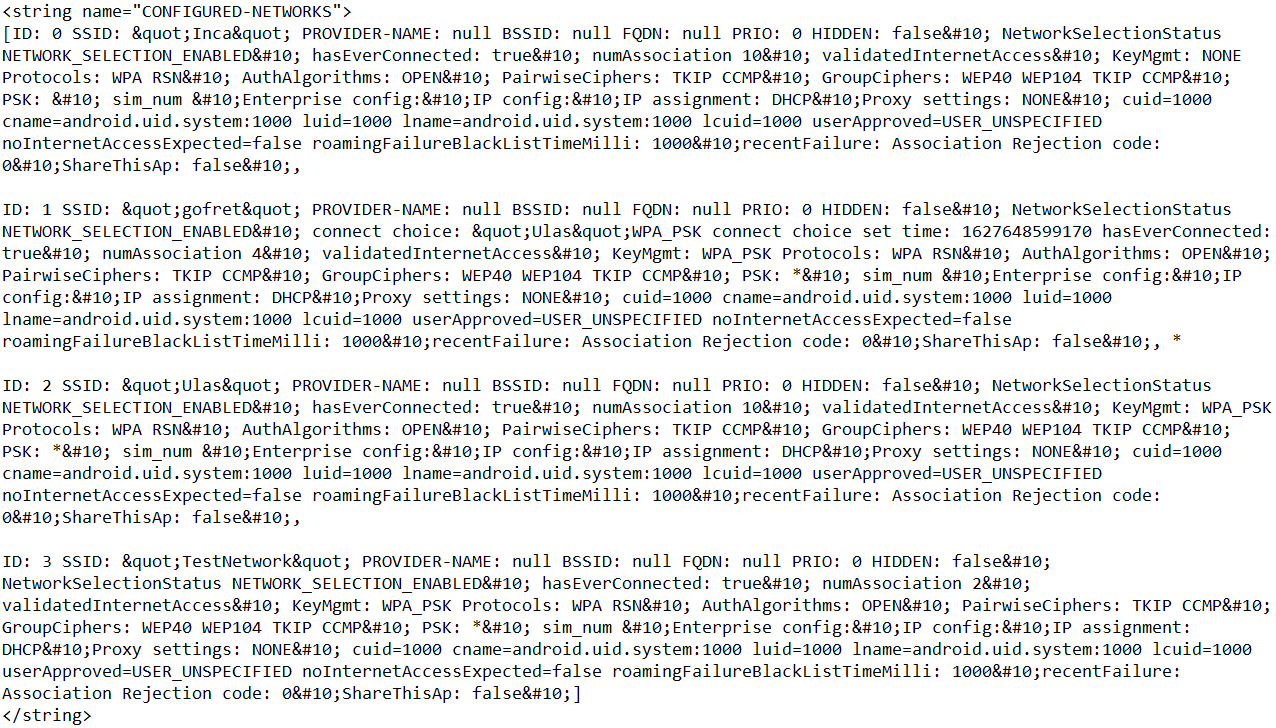 <string name="CONFIGURED-NETWORKS">
[ID: 0 SSID: &quot;Inca&quot; PROVIDER-NAME: null BSSID: null FQDN: null PRIO: 0 HIDDEN: false&#10; NetworkSelectionStatus
NETWORK_SELECTION_ENABLED&#10; hasEverConnected: true&#10; numAssociation 10&#10; validatedInternetAccess&#10; KeyMgmt: NONE
Protocols: WPA RSN&#10; AuthAlgorithms: OPEN&#10; PairwiseCiphers: TKIP CCMP&#10; GroupCiphers: WEP40 WEP104 TKIP CCMP&#10;
PSK: &#10; sim_num &#10;Enterprise config:&#10;IP config:&#10;IP assignment: DHCP&#10;Proxy settings: NONE&#10; cuid=1000
cname=android.uid.system:1000 luid=1000 lname=android.uid.system:1000 lcuid=1000 userApproved=USER_UNSPECIFIED
noInternetAccessExpected=false roamingFailureBlackListTimeMilli: 1000&#10;recentFailure: Association Rejection code:
0&#10;ShareThisAp: false&#10;,
ID: 1 SSID: &quot;gofret&quot; PROVIDER-NAME: null BSSID: null FQDN: null PRIO: 0 HIDDEN: false&#10; NetworkSelectionStatus
NETWORK_SELECTION_ENABLED&#10; connect choice: &quot;Ulas&quot;WPA_PSK connect choice set time: 1627648599170 hasEverConnected:
true&#10; numAssociation 4&#10; validatedInternetAccess&#10; KeyMgmt: WPA_PSK Protocols: WPA RSN&#10; AuthAlgorithms: OPEN&#10;
PairwiseCiphers: TKIP CCMP&#10; GroupCiphers: WEP40 WEP104 TKIP CCMP&#10; PSK: *&#10; sim_num &#10;Enterprise config:&#10;IP
config:&#10;IP assignment: DHCP&#10;Proxy settings: NONE&#10; cuid=1000 cname=android.uid.system:1000 luid=1000
lname=android.uid.system:1000 lcuid=1000 userApproved=USER_UNSPECIFIED noInternetAccessExpected=false
roamingFailureBlackListTimeMilli: 1000&#10;recentFailure: Association Rejection code: 0&#10;ShareThisAp: false&#10;, *
ID: 2 SSID: &quot;Ulas&quot; PROVIDER-NAME: null BSSID: null FQDN: null PRIO: 0 HIDDEN: false&#10; NetworkSelectionStatus
NETWORK_SELECTION_ENABLED&#10; hasEverConnected: true&#10; numAssociation 10&#10; validatedInternetAccess&#10; KeyMgmt: WPA_PSK
Protocols: WPA RSN&#10; AuthAlgorithms: OPEN&#10; PairwiseCiphers: TKIP CCMP&#10; GroupCiphers: WEP40 WEP104 TKIP CCMP&#10;
PSK: *&#10; sim_num &#10;Enterprise config:&#10;IP config:&#10;IP assignment: DHCP&#10;Proxy settings: NONE&#10; cuid=1000
cname=android.uid.system:1000 luid=1000 lname=android.uid.system:1000 lcuid=1000 userApproved=USER_UNSPECIFIED
noInternetAccessExpected=false roamingFailureBlackListTimeMilli: 1000&#10;recentFailure: Association Rejection code:
0&#10;ShareThisAp: false&#10;,
ID: 3 SSID: &quot;TestNetwork&quot; PROVIDER-NAME: null BSSID: null FQDN: null PRIO: 0 HIDDEN: false&#10;
NetworkSelectionStatus NETWORK_SELECTION_ENABLED&#10; hasEverConnected: true&#10; numAssociation 2&#10;
validatedInternetAccess&#10; KeyMgmt: WPA_PSK Protocols: WPA RSN&#10; AuthAlgorithms: OPEN&#10; PairwiseCiphers: TKIP CCMP&#10;
GroupCiphers: WEP40 WEP104 TKIP CCMP&#10; PSK: *&#10; sim_num &#10;Enterprise config:&#10;IP config:&#10;IP assignment:
DHCP&#10;Proxy settings: NONE&#10; cuid=1000 cname=android.uid.system:1000 luid=1000 lname=android.uid.system:1000 lcuid=1000
userApproved=USER_UNSPECIFIED noInternetAccessExpected=false roamingFailureBlackListTimeMilli: 1000&#10;recentFailure:
Association Rejection code: 0&#10;ShareThisAp: false&#10;]
</string>